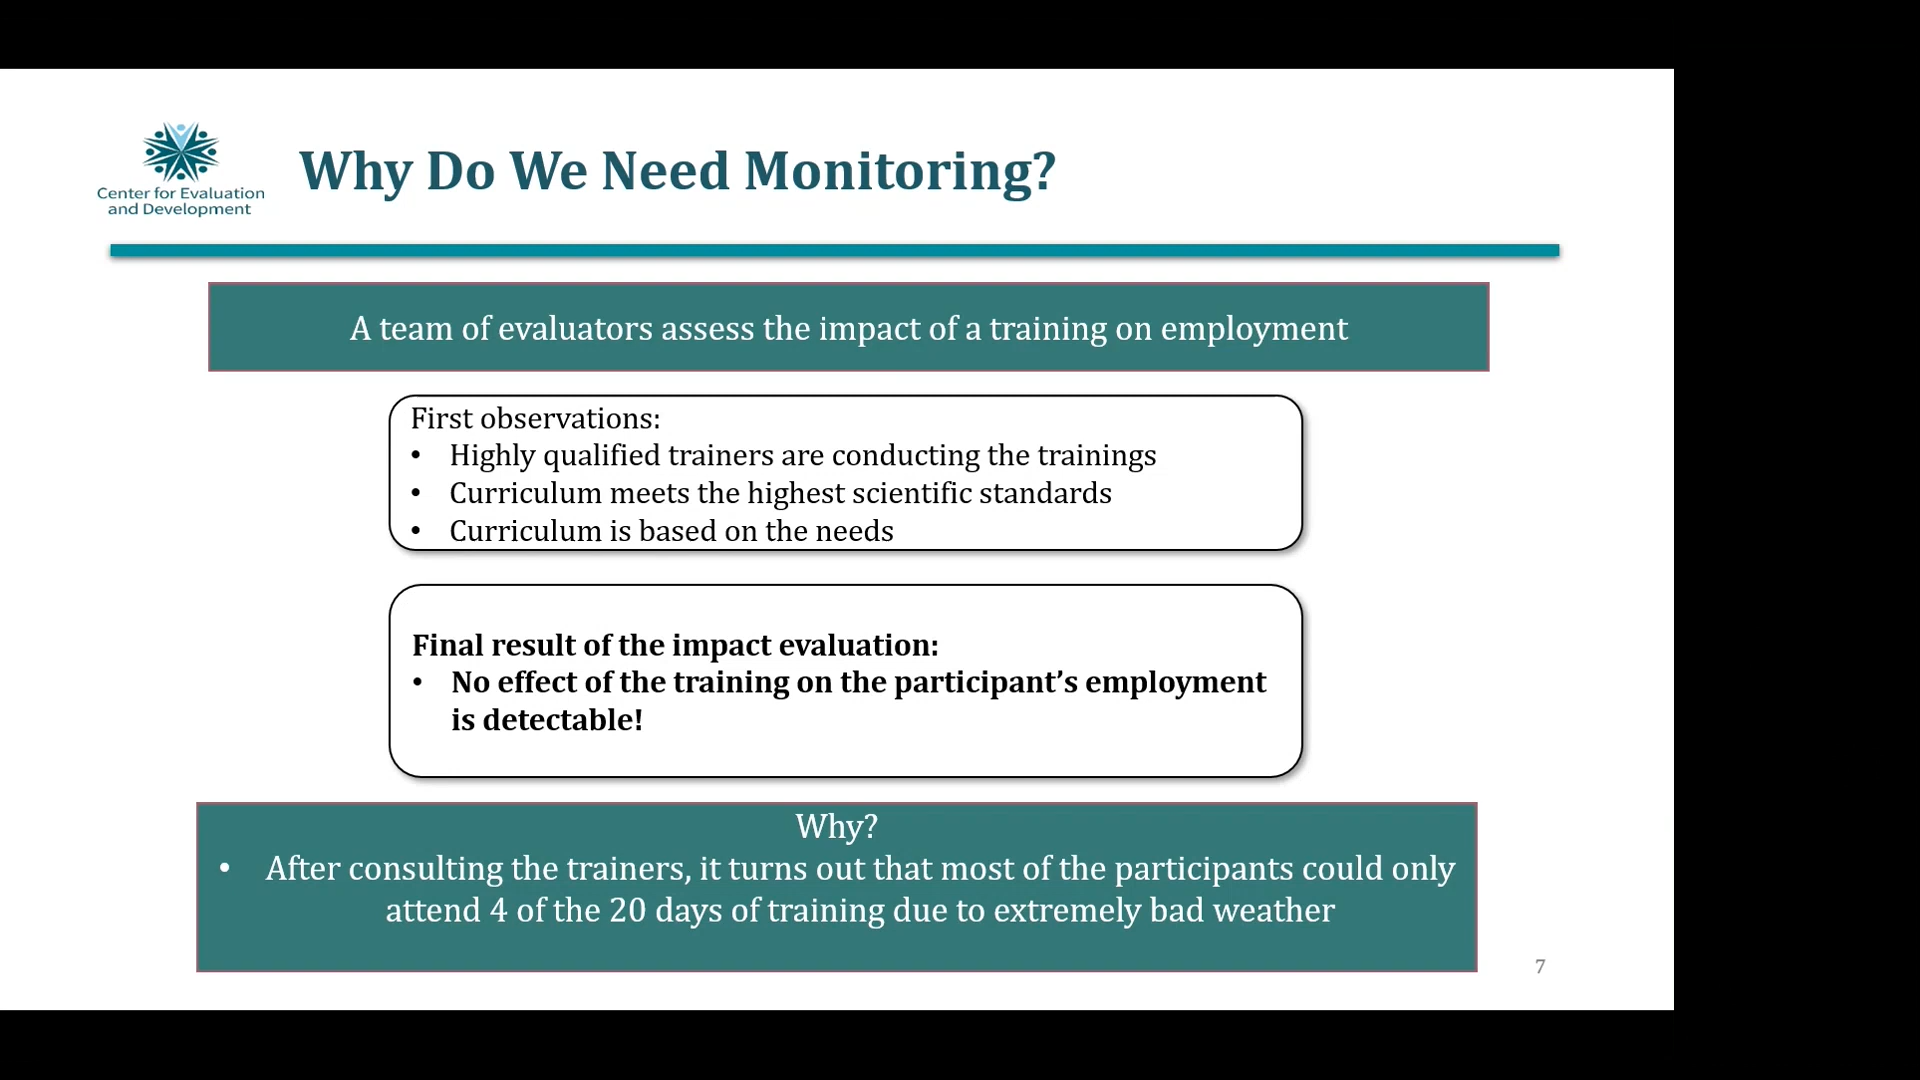 Center for Evaluation
and Development
Why Do We Need Monitoring?
A team of evaluators assess the impact of a training on employment
First observations:
• Highly qualified trainers are conducting the trainings
• Curriculum meets the highest scientific standards
• Curriculum is based on the needs
Final result of the impact evaluation:
• No effect of the training on the participant’s employment
is detectable!
Why?
• After consulting the trainers, it turns out that most of the participants could only
attend 4 of the 20 days of training due to extremely bad weather
7